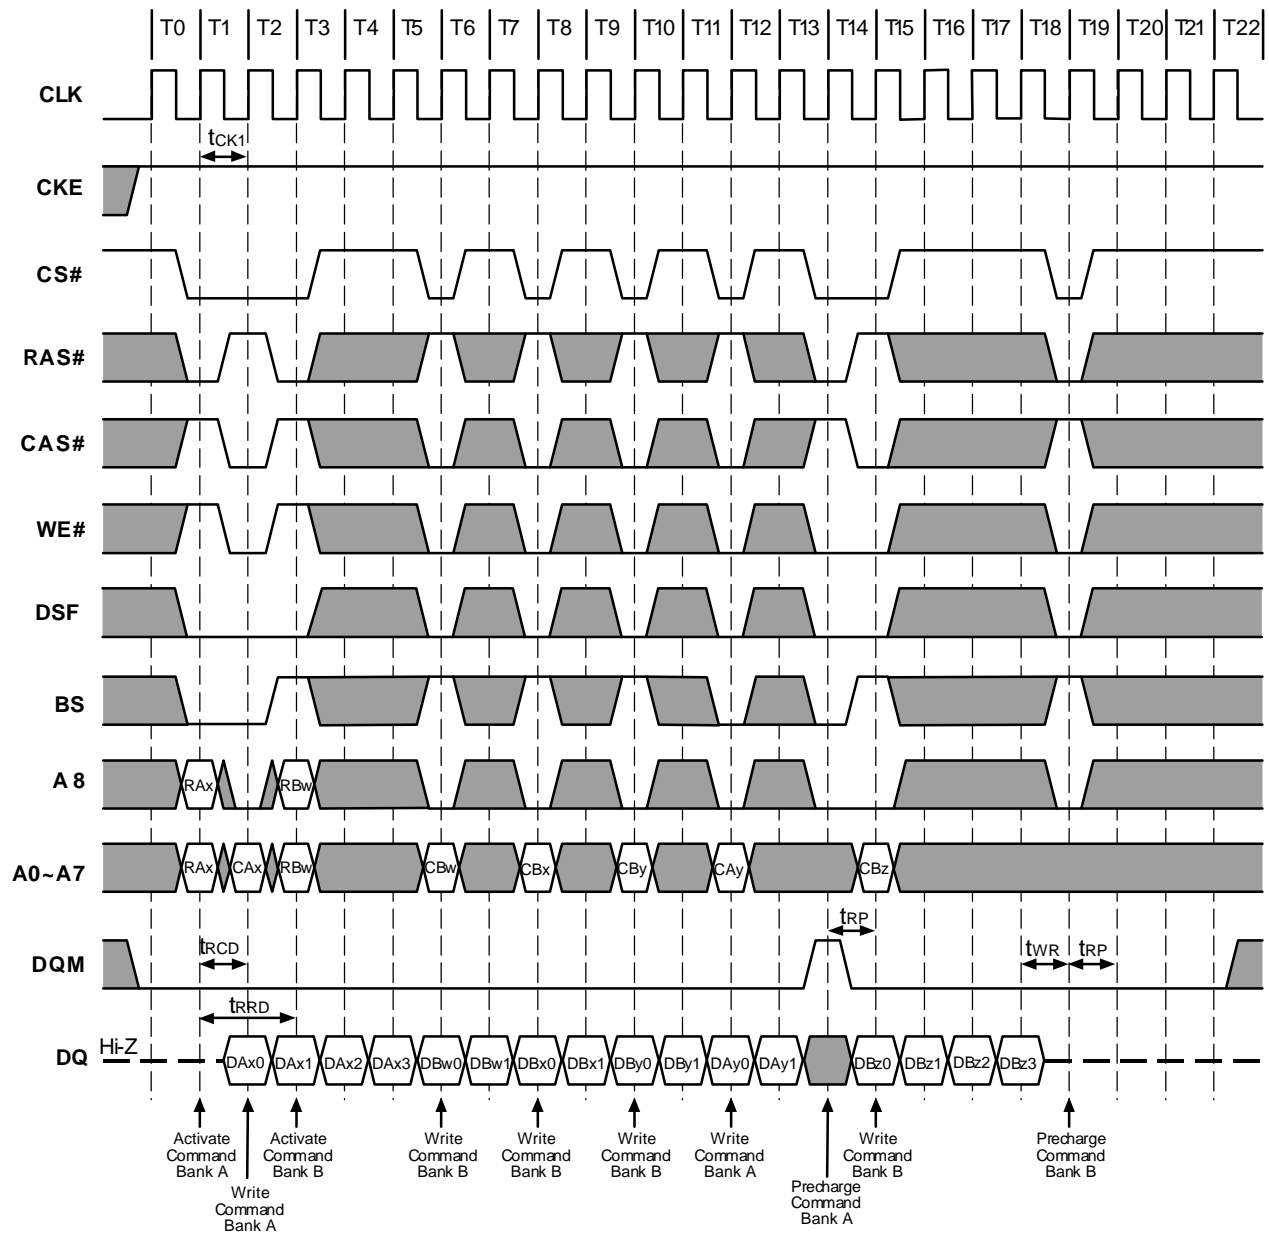 T0 T1 T2 T3 T4 T5 T6 T7 T8 T9 T10 T11 T12 T13 T14 T15 T16 T17 T18 T19 T20 T21 T22
CLK
tCK1
CKE
CS#
RAS#
CAS#
WE#
DSF
BS
A8
RAx RBw
A0~A7
RAx CAx RBw CBw CBx CBy CAy CBz
tRP
DQM
tRCD tWR tRP
tRRD
DQ
Hi-Z
DAx0 DAx1 DAx2 DAx3 DBw0 DBw1 DBx0 DBx1 DBy0 DBy1 DAy0 DAy1 DBz0 DBz1 DBz2 DBz3
Activate
Command
Bank A
Write
Command
Bank A
Activate
Command
Bank B
Write
Command
Bank B
Write
Command
Bank B
Write
Command
Bank B
Write
Command
Bank A
Precharge
Command
Bank A
Write
Command
Bank B
Precharge
Command
Bank B